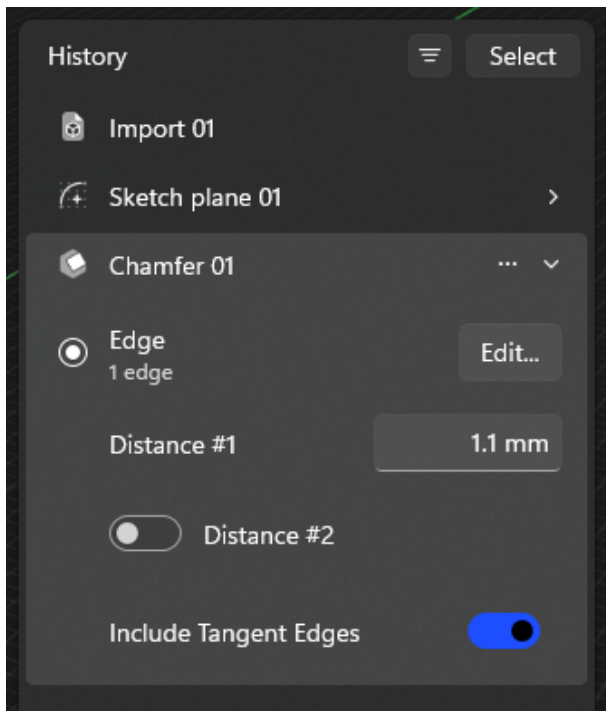 History
Select
Import 01
Sketch plane 01
Chamfer 01
Edge
1 edge
Edit...
Distance #1
1.1 mm
Distance #2
Include Tangent Edges